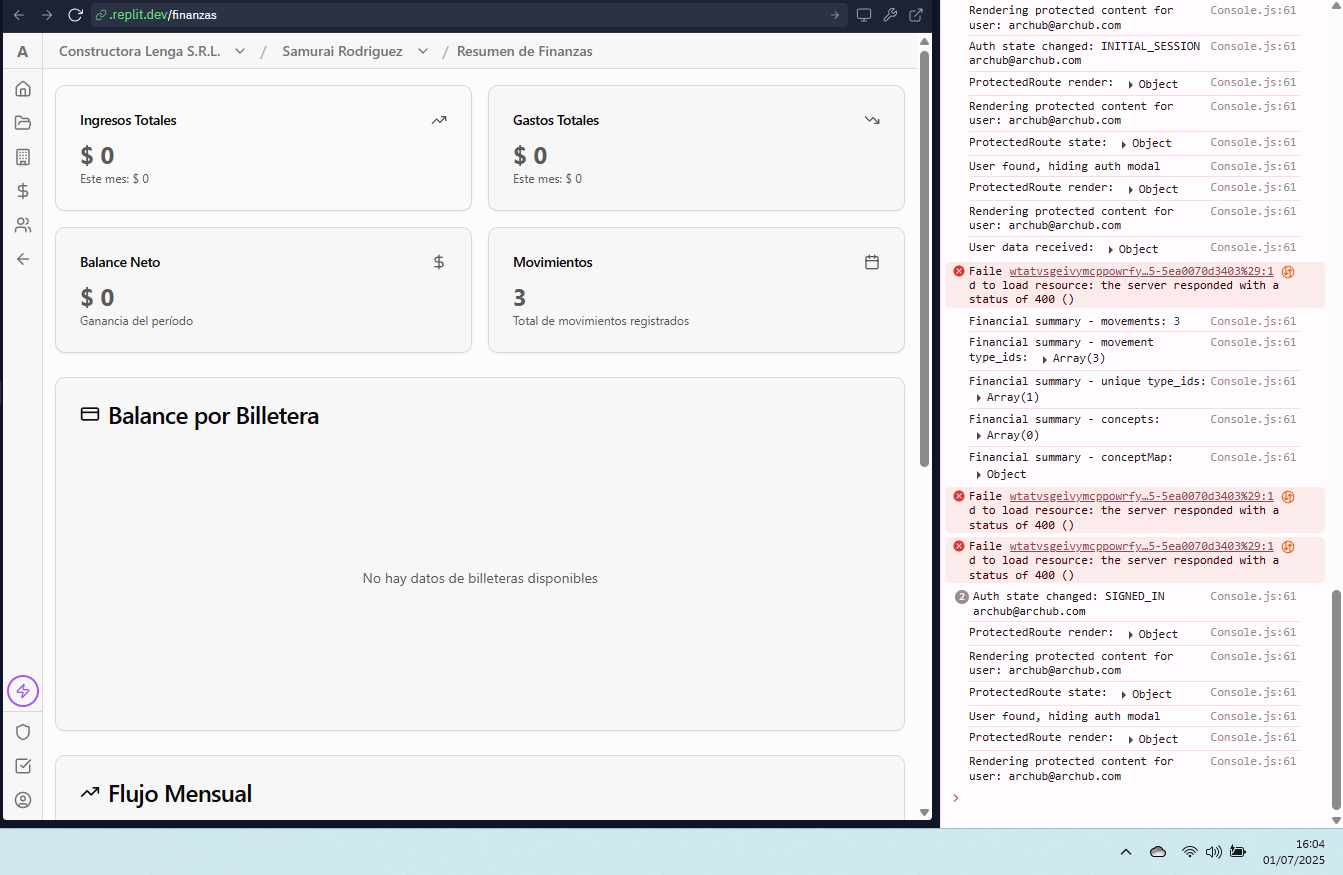 .replit.dev/finanzas
A
Constructora Lenga S.R.L. / Samurai Rodriguez / Resumen de Finanzas
Ingresos Totales
$ 0
Este mes: $ 0
Gastos Totales
$ 0
Este mes: $ 0
Balance Neto
$ 0
Ganancia del período
Movimientos
3
Total de movimientos registrados
Balance por Billetera
No hay datos de billeteras disponibles
Flujo Mensual
Rendering protected content for Console.js:61
user: archub@archub.com
Auth state changed: INITIAL_SESSION Console.js:61
archub@archub.com
ProtectedRoute render: Object Console.js:61
Rendering protected content for Console.js:61
user: archub@archub.com
ProtectedRoute state: Object Console.js:61
User found, hiding auth modal Console.js:61
ProtectedRoute render: Object Console.js:61
Rendering protected content for Console.js:61
user: archub@archub.com
User data received: Object Console.js:61
Faile wtatvsgeivymcppowrfy…5-5ea0070d3403%29:1
d to load resource: the server responded with a
status of 400 ()
Financial summary - movements: 3 Console.js:61
Financial summary - movement Console.js:61
type_ids: Array(3)
Financial summary - unique type_ids: Console.js:61
Array(1)
Financial summary - concepts: Console.js:61
Array(0)
Financial summary - conceptMap: Console.js:61
Object
Faile wtatvsgeivymcppowrfy…5-5ea0070d3403%29:1
d to load resource: the server responded with a
status of 400 ()
Faile wtatvsgeivymcppowrfy…5-5ea0070d3403%29:1
d to load resource: the server responded with a
status of 400 ()
2 Auth state changed: SIGNED_IN Console.js:61
archub@archub.com
ProtectedRoute render: Object Console.js:61
Rendering protected content for Console.js:61
user: archub@archub.com
ProtectedRoute state: Object Console.js:61
User found, hiding auth modal Console.js:61
ProtectedRoute render: Object Console.js:61
Rendering protected content for Console.js:61
user: archub@archub.com
16:04
01/07/2025